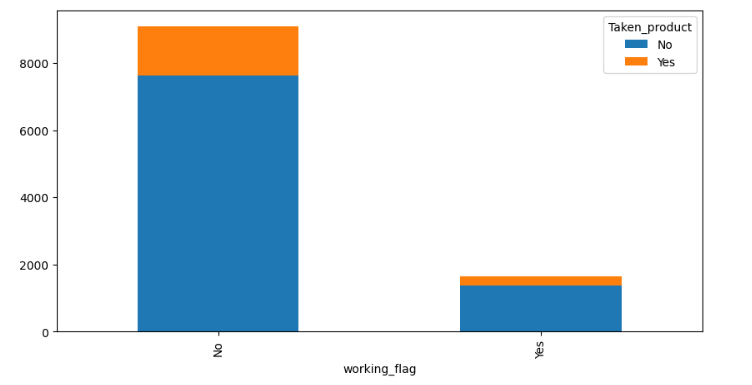 Taken_product
No
Yes
8000
6000
4000
2000
0
No
Yes
working_flag